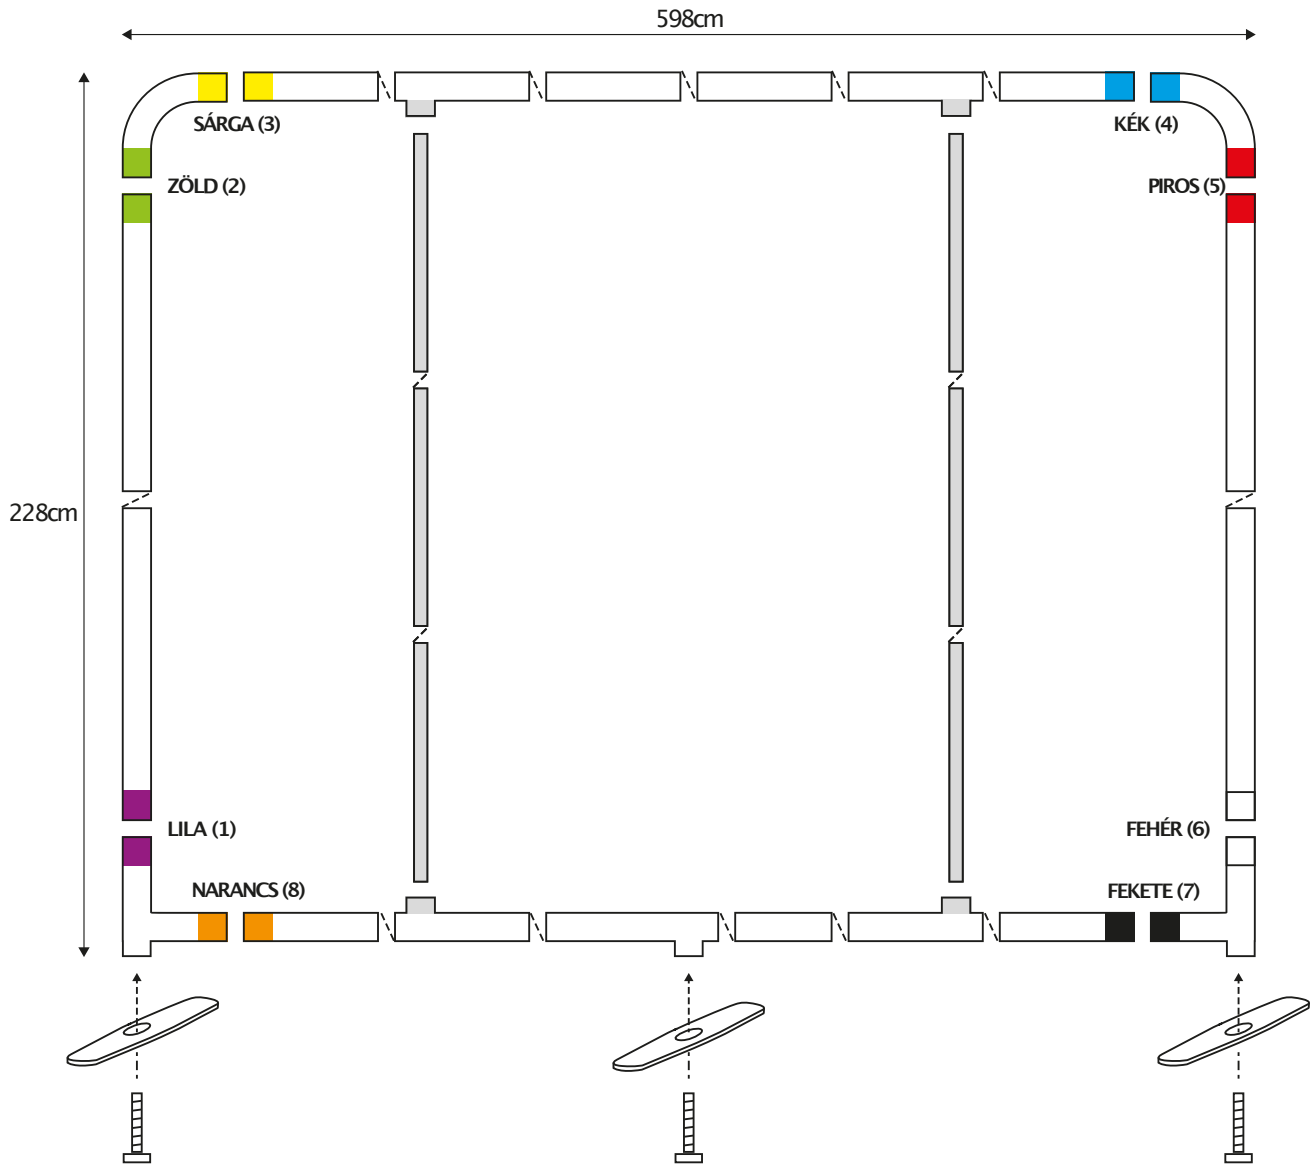 598cm
SÁRGA (3)
KÉK (4)
ZÖLD (2)
PIROS (5)
228cm
LILA (1)
FEHÉR (6)
NARANCS (8)
FEKETE (7)